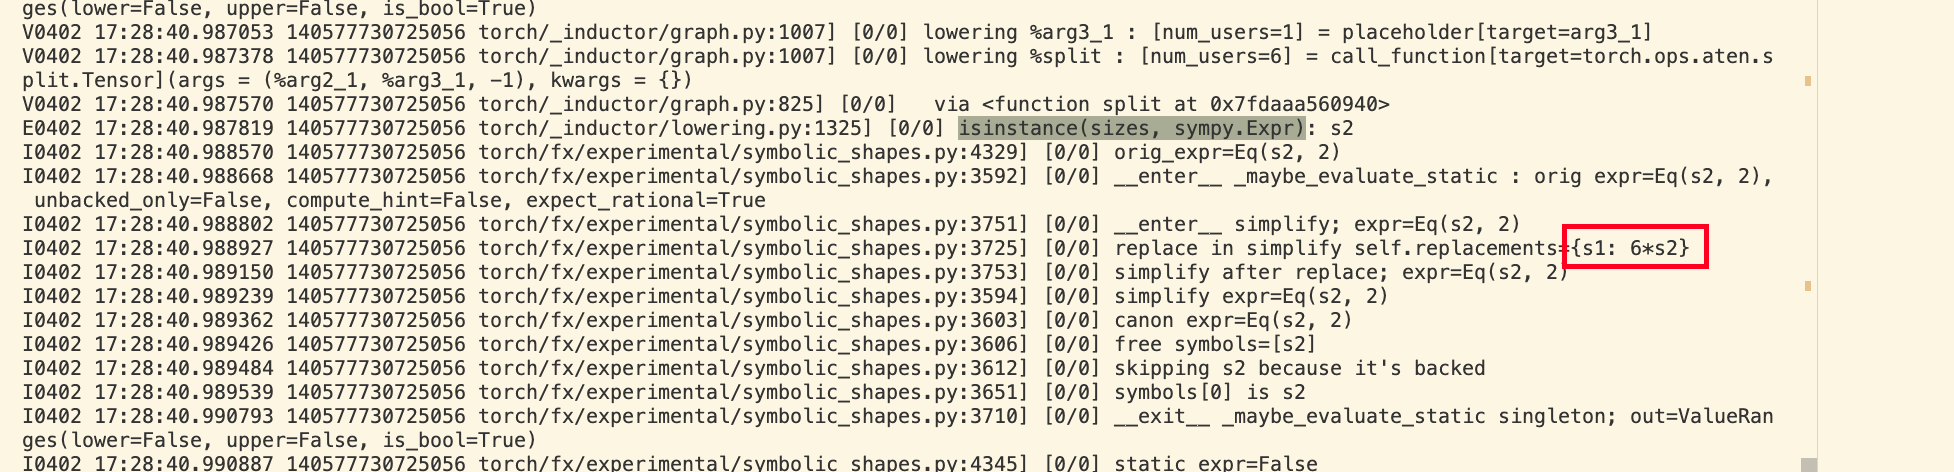 ges(lower=False, upper=False, is_bool=True)
V0402 17:28:40.987053 140577730725056 torch/_inductor/graph.py:1007] [0/0] lowering %arg3_1 : [num_users=1] = placeholder[target=arg3_1]
V0402 17:28:40.987378 140577730725056 torch/_inductor/graph.py:1007] [0/0] lowering %split : [num_users=6] = call_function[target=torch.ops.aten.s
plit.Tensor](args = (%arg2_1, %arg3_1, -1), kwargs = {})
V0402 17:28:40.987570 140577730725056 torch/_inductor/graph.py:825] [0/0]   via <function split at 0x7fdaaa560940>
E0402 17:28:40.987819 140577730725056 torch/_inductor/lowering.py:1325] [0/0] isinstance(sizes, sympy.Expr): s2
I0402 17:28:40.988570 140577730725056 torch/fx/experimental/symbolic_shapes.py:4329] [0/0] orig_expr=Eq(s2, 2)
I0402 17:28:40.988668 140577730725056 torch/fx/experimental/symbolic_shapes.py:3592] [0/0] __enter__ _maybe_evaluate_static : orig expr=Eq(s2, 2),
 unbacked_only=False, compute_hint=False, expect_rational=True
I0402 17:28:40.988802 140577730725056 torch/fx/experimental/symbolic_shapes.py:3751] [0/0] __enter__ simplify; expr=Eq(s2, 2)
I0402 17:28:40.988927 140577730725056 torch/fx/experimental/symbolic_shapes.py:3725] [0/0] replace in simplify self.replacements={s1: 6*s2}
I0402 17:28:40.989150 140577730725056 torch/fx/experimental/symbolic_shapes.py:3753] [0/0] simplify after replace; expr=Eq(s2, 2)
I0402 17:28:40.989239 140577730725056 torch/fx/experimental/symbolic_shapes.py:3594] [0/0] simplify expr=Eq(s2, 2)
I0402 17:28:40.989362 140577730725056 torch/fx/experimental/symbolic_shapes.py:3603] [0/0] canon expr=Eq(s2, 2)
I0402 17:28:40.989426 140577730725056 torch/fx/experimental/symbolic_shapes.py:3606] [0/0] free symbols=[s2]
I0402 17:28:40.989484 140577730725056 torch/fx/experimental/symbolic_shapes.py:3612] [0/0] skipping s2 because it's backed
I0402 17:28:40.989539 140577730725056 torch/fx/experimental/symbolic_shapes.py:3651] [0/0] symbols[0] is s2
I0402 17:28:40.990793 140577730725056 torch/fx/experimental/symbolic_shapes.py:3710] [0/0] __exit__ _maybe_evaluate_static singleton; out=ValueRan
ges(lower=False, upper=False, is_bool=True)
I0402 17:28:40.990887 140577730725056 torch/fx/experimental/symbolic_shapes.py:4345] [0/0] static expr=False